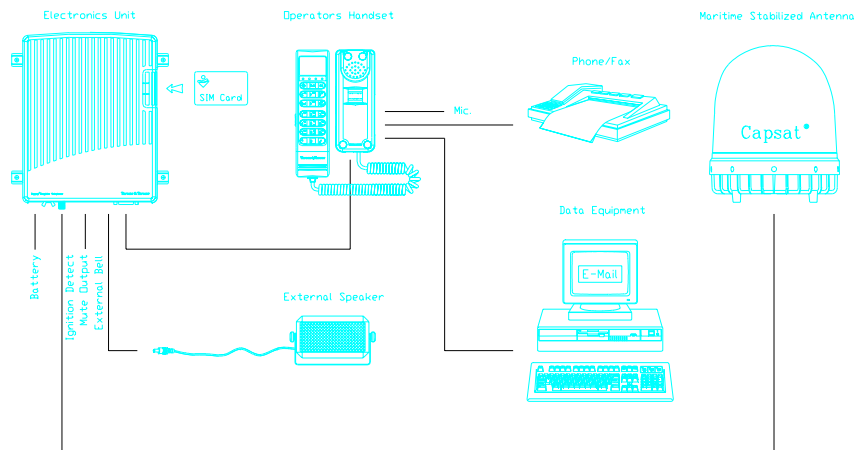 Electronics Unit
Operators Handset
Maritime Stabilized Antenna
Phone/Fax
SIM Card
Mic.
Capsat®
Data Equipment
Battery
Ignition Detect
Mute Output
External Bell
E-Mail
External Speaker